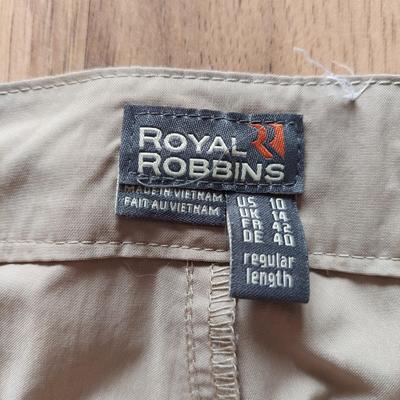 ROYAL
ROBBINS
MADE IN VIETNAM
FAIT AU VIETNAM
US 10
UK 14
FR 42
DE 40
regular
length